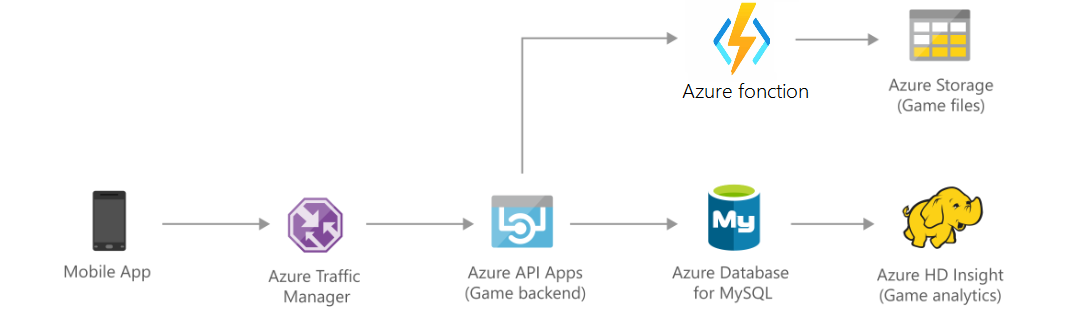 Azure fonction
Azure Storage
(Game files)
Mobile App
Azure Traffic
Manager
Azure API Apps
(Game backend)
My
Azure Database
for MySQL
Azure HD Insight
(Game analytics)